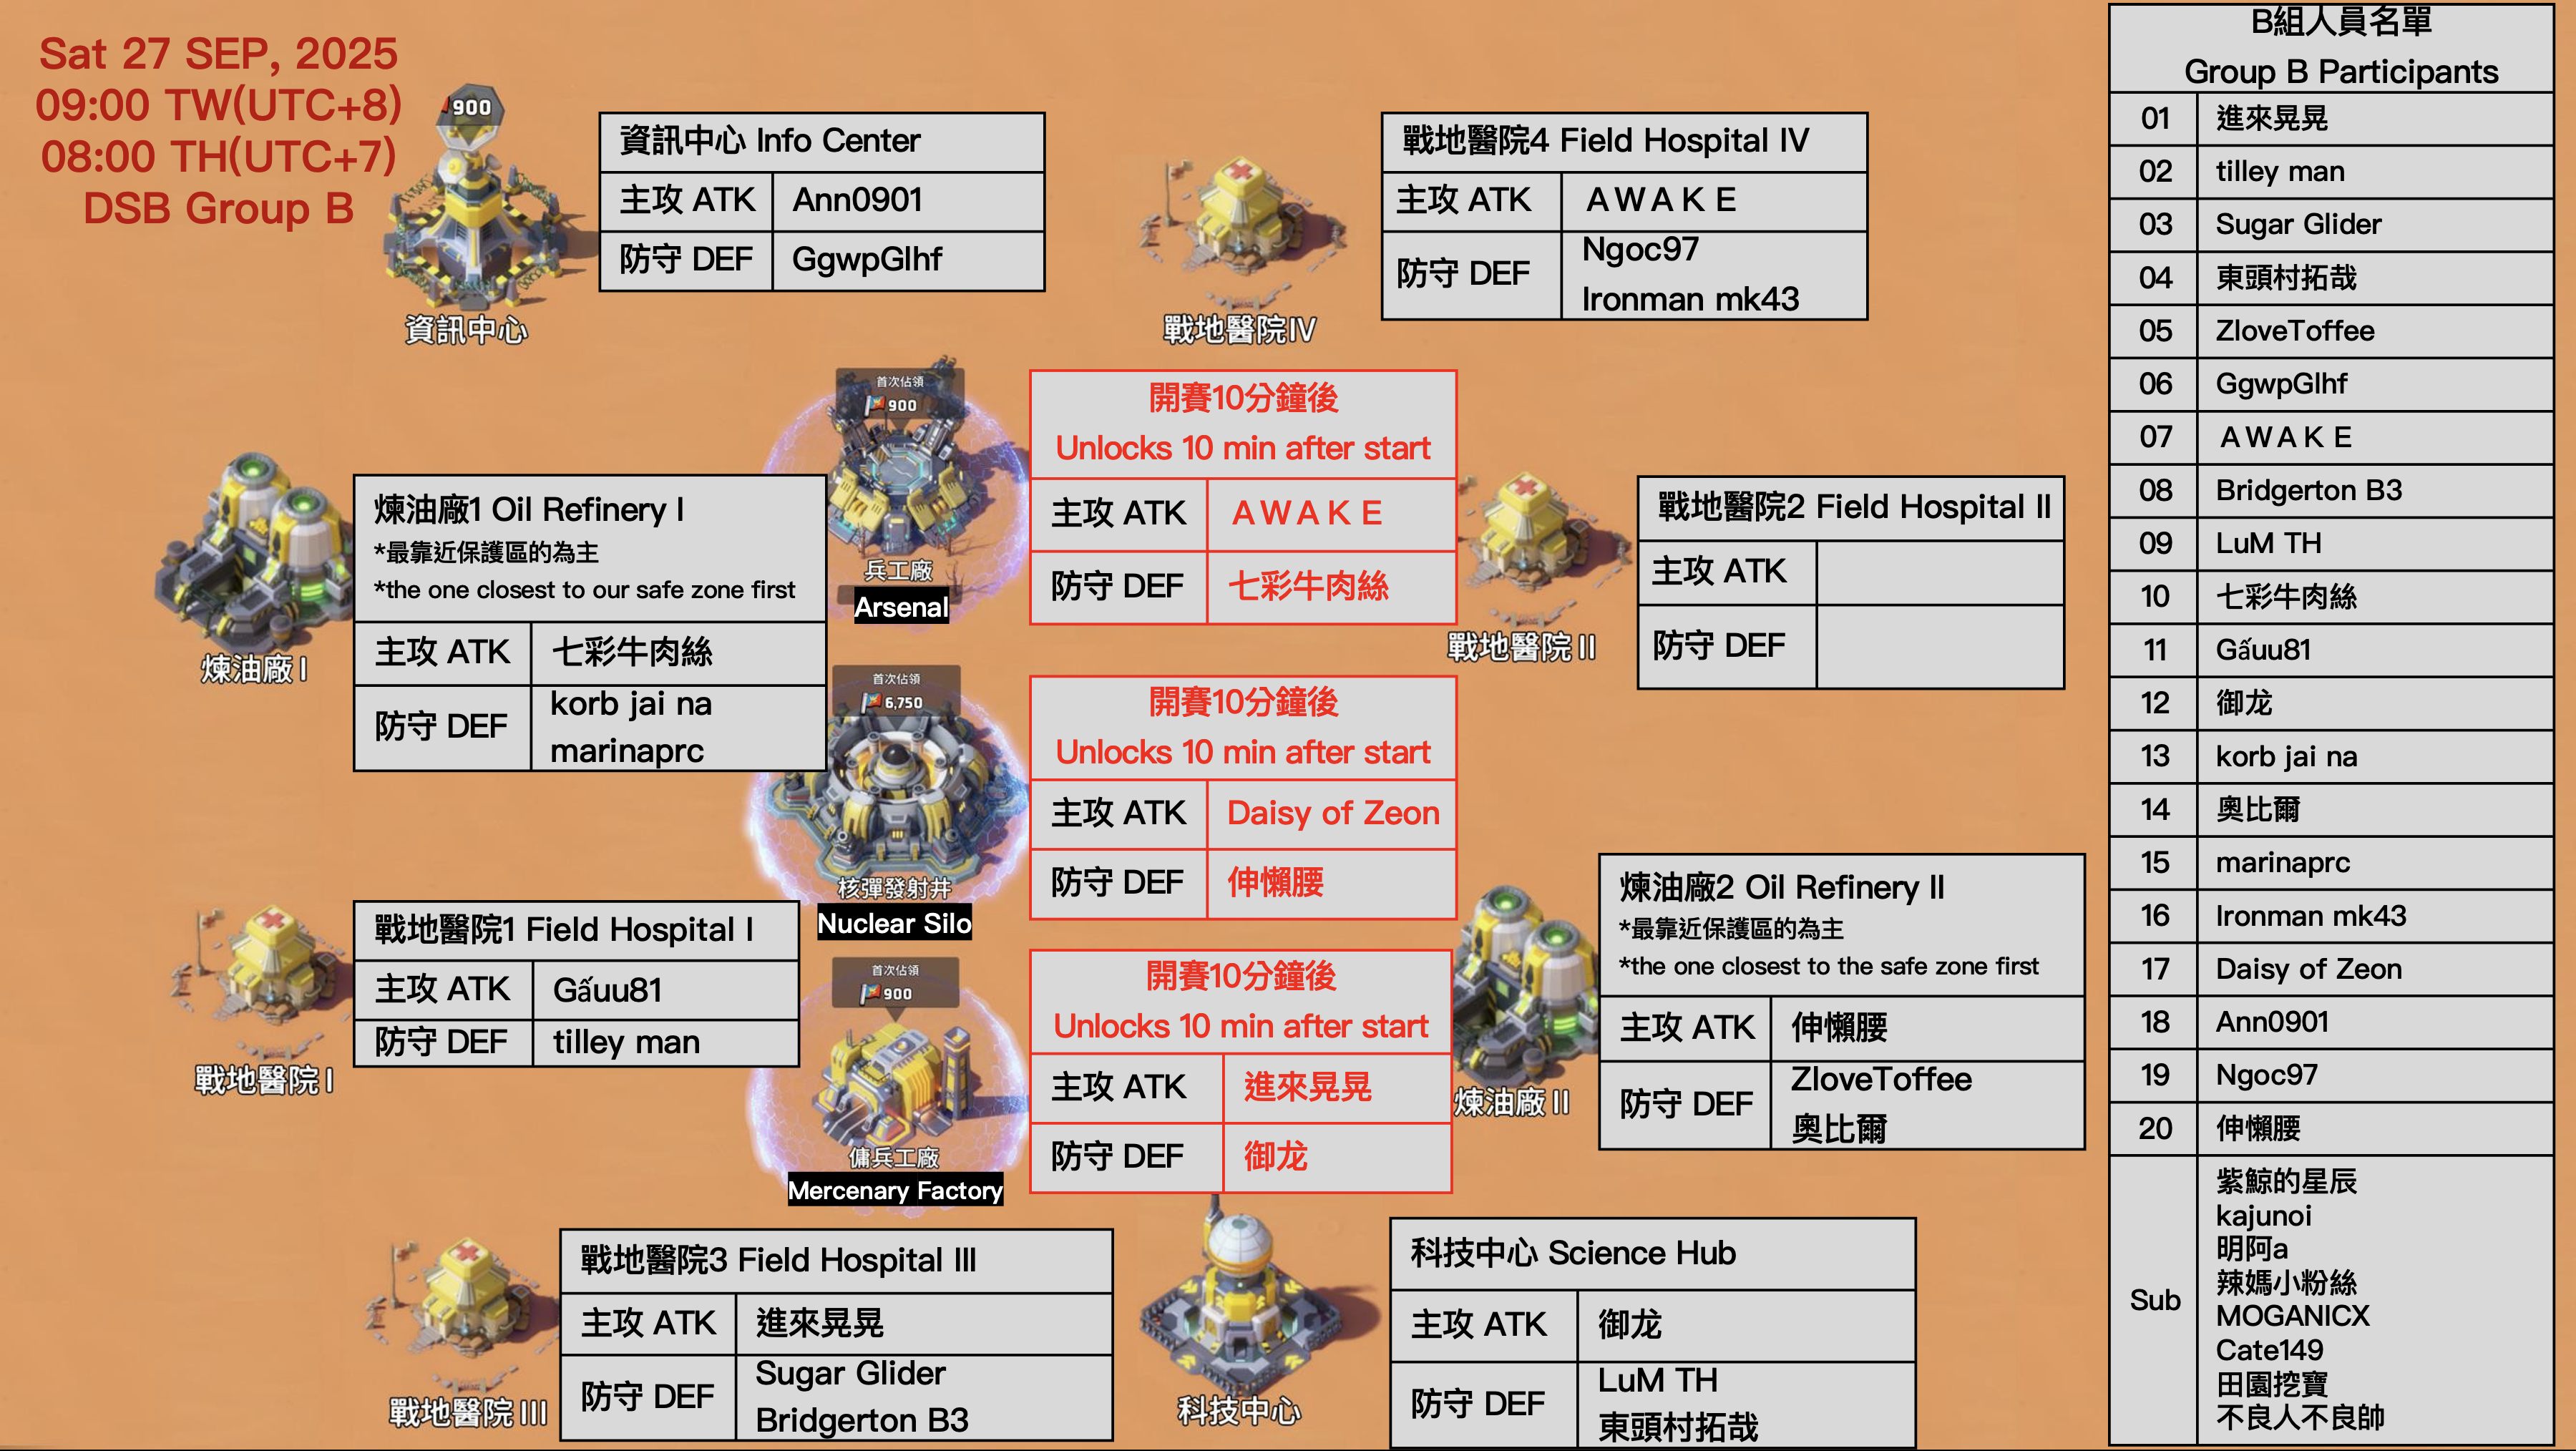 Sat 27 SEP, 2025
09:00 TW(UTC+8)
08:00 TH(UTC+7)
DSB Group B
900
資訊中心
資訊中心 Info Center
主攻 ATK Ann0901
防守 DEF GgwpGlhf
戰地醫院IV
戰地醫院4 Field Hospital IV
主攻 ATK A W A K E
防守 DEF Ngoc97
Ironman mk43
首次佔領
900
兵工廠
Arsenal
開賽10分鐘後
Unlocks 10 min after start
主攻 ATK A W A K E
防守 DEF 七彩牛肉絲
煉油廠 I
煉油廠1 Oil Refinery I
*最靠近保護區的為主
*the one closest to our safe zone first
主攻 ATK 七彩牛肉絲
防守 DEF korb jai na
marinaprc
戰地醫院 II
戰地醫院2 Field Hospital II
主攻 ATK
防守 DEF
首次佔領
6,750
核彈發射井
Nuclear Silo
開賽10分鐘後
Unlocks 10 min after start
主攻 ATK Daisy of Zeon
防守 DEF 伸懶腰
戰地醫院 I
戰地醫院1 Field Hospital I
主攻 ATK Gấuu81
防守 DEF tilley man
首次佔領
900
傭兵工廠
Mercenary Factory
開賽10分鐘後
Unlocks 10 min after start
主攻 ATK 進來晃晃
防守 DEF 御龙
煉油廠 II
煉油廠2 Oil Refinery II
*最靠近保護區的為主
*the one closest to the safe zone first
主攻 ATK 伸懶腰
防守 DEF ZloveToffee
奧比爾
戰地醫院 III
戰地醫院3 Field Hospital III
主攻 ATK 進來晃晃
防守 DEF Sugar Glider
Bridgerton B3
科技中心
科技中心 Science Hub
主攻 ATK 御龙
防守 DEF LuM TH
東頭村拓哉
B組人員名單
Group B Participants
01 進來晃晃
02 tilley man
03 Sugar Glider
04 東頭村拓哉
05 ZloveToffee
06 GgwpGlhf
07 A W A K E
08 Bridgerton B3
09 LuM TH
10 七彩牛肉絲
11 Gấuu81
12 御龙
13 korb jai na
14 奧比爾
15 marinaprc
16 Ironman mk43
17 Daisy of Zeon
18 Ann0901
19 Ngoc97
20 伸懶腰
Sub 紫鯨的星辰
kajunoi
明阿a
辣媽小粉絲
MOGANICX
Cate149
田園挖寶
不良人不良帥